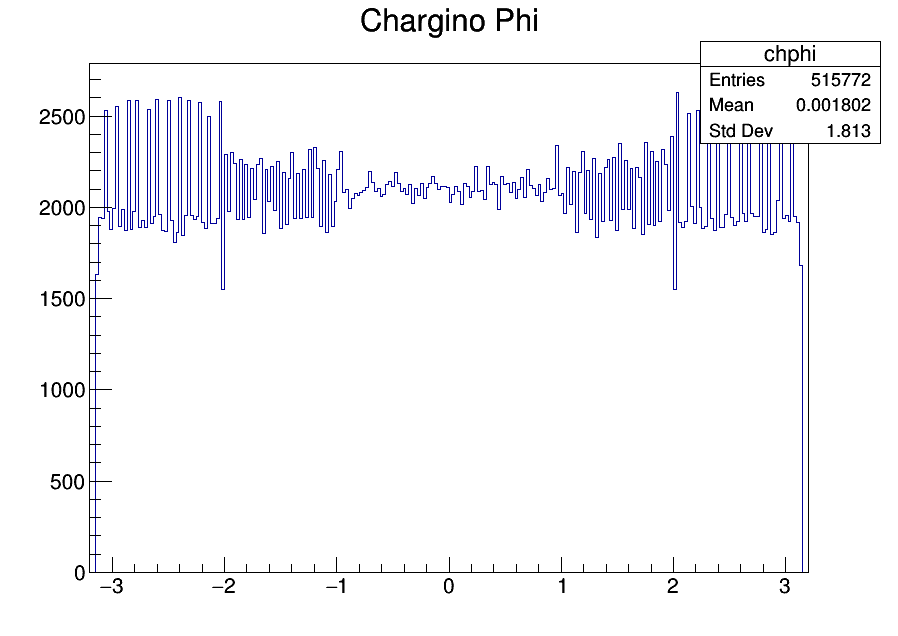 Chargino Phi
chphi
Entries 515772
Mean 0.001802
Std Dev 1.813
2500
2000
1500
1000
500
0
−3 −2 −1 0 1 2 3